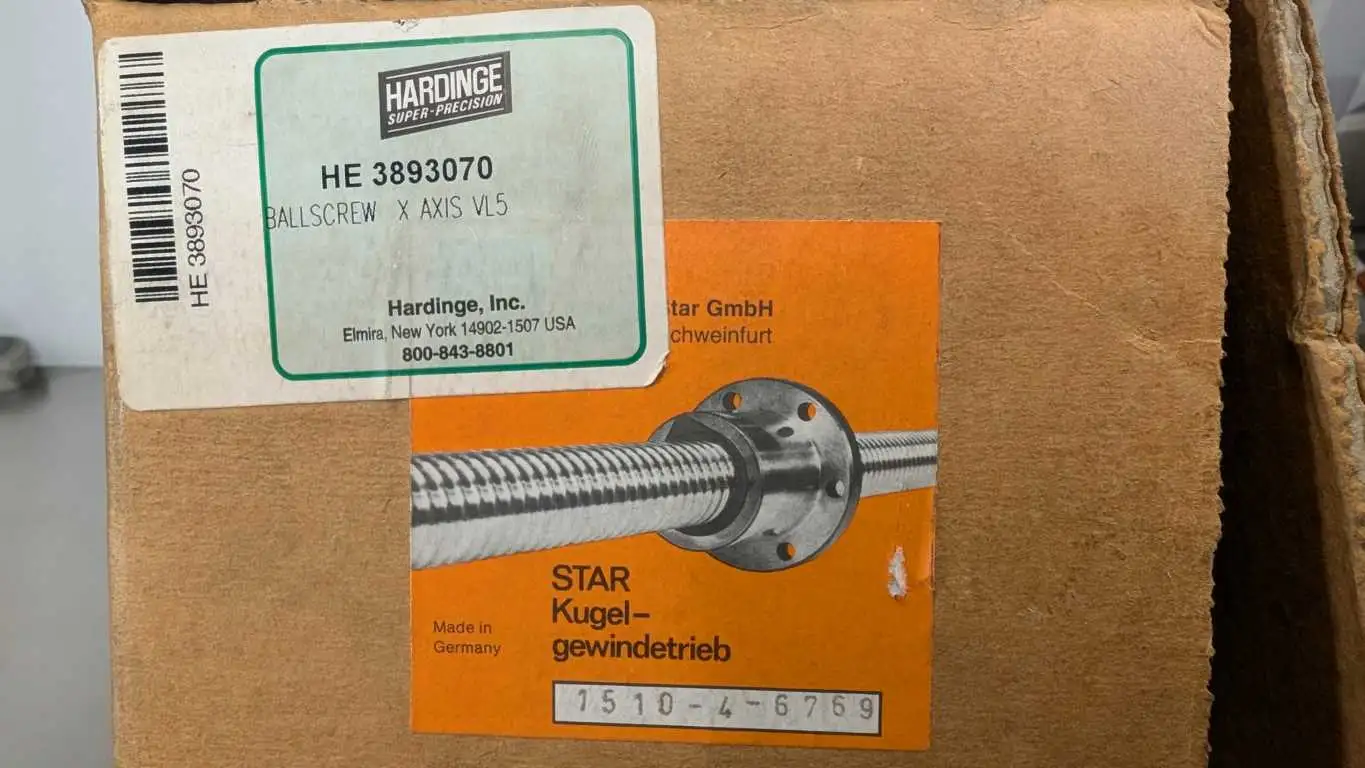 HARDINGE
SUPER-PRECISION
HE 3893070
BALLSCREW X AXIS VL5
Hardinge, Inc.
Elmira, New York 14902-1507 USA
800-843-8801
HE 3893070
Star GmbH
chweinfurt
STAR
Kugel-
gewindetrieb
Made in
Germany
1510-4-6769